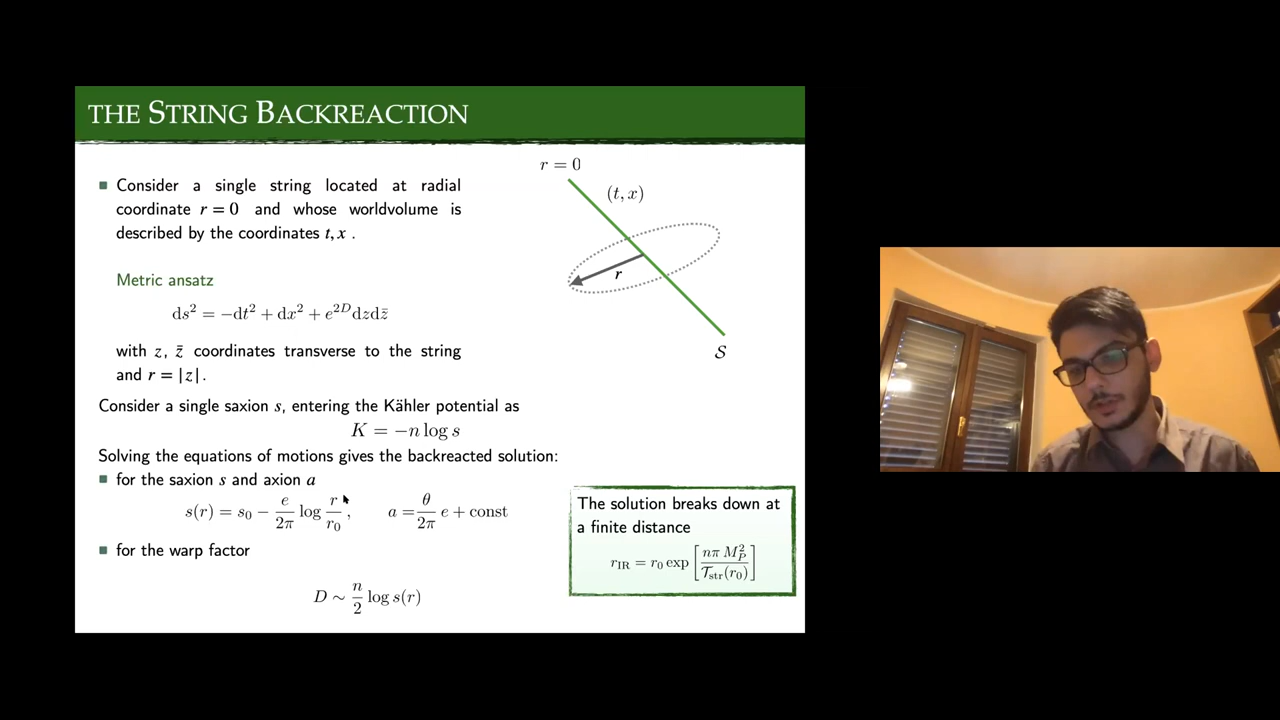 THE STRING BACKREACTION
r = 0
(t, x)
■ Consider a single string located at radial
coordinate r = 0 and whose worldvolume is
described by the coordinates t, x .
r
S
Metric ansatz
ds² = −dt² + dx² + e^{2D}dzdz̄
with z, z̄ coordinates transverse to the string
and r = |z| .
Consider a single saxion s, entering the Kähler potential as
K = −n log s
Solving the equations of motions gives the backreacted solution:
■ for the saxion s and axion a
s(r) = s₀ − e/2π log r/r₀ , a = θ/2π e + const
■ for the warp factor
D ∼ n/2 log s(r)
The solution breaks down at
a finite distance
r_IR = r₀ exp [nπ M_P² / 𝒯_str(r₀)]